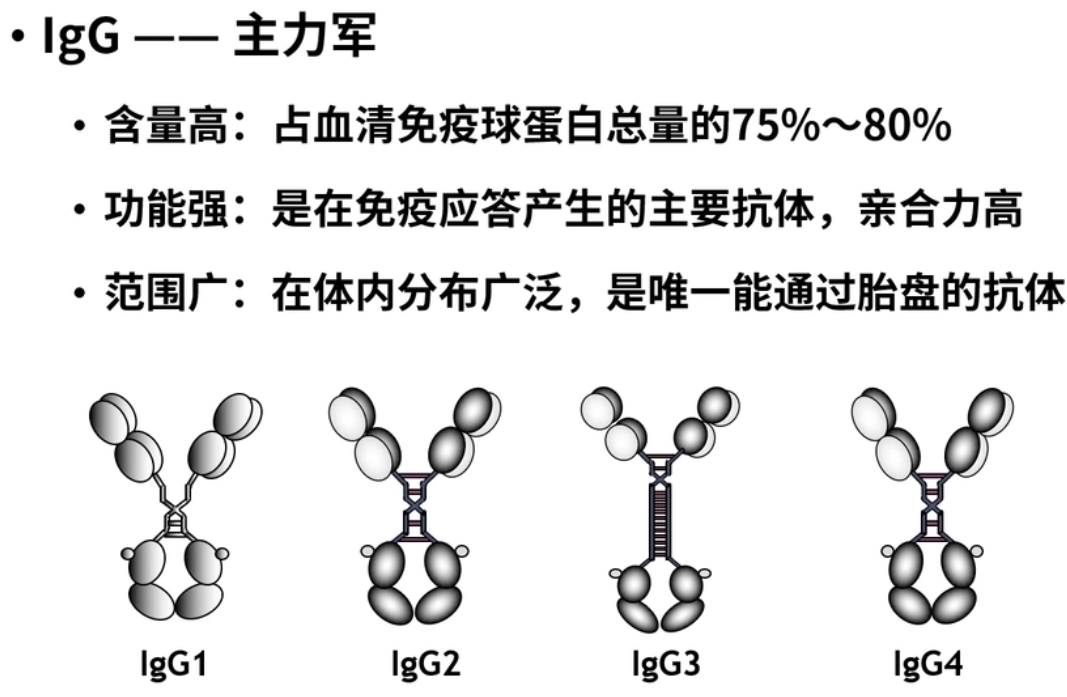 • IgG —— 主力军
• 含量高：占血清免疫球蛋白总量的75%～80%
• 功能强：是在免疫应答产生的主要抗体，亲合力高
• 范围广：在体内分布广泛，是唯一能通过胎盘的抗体
IgG1 IgG2 IgG3 IgG4